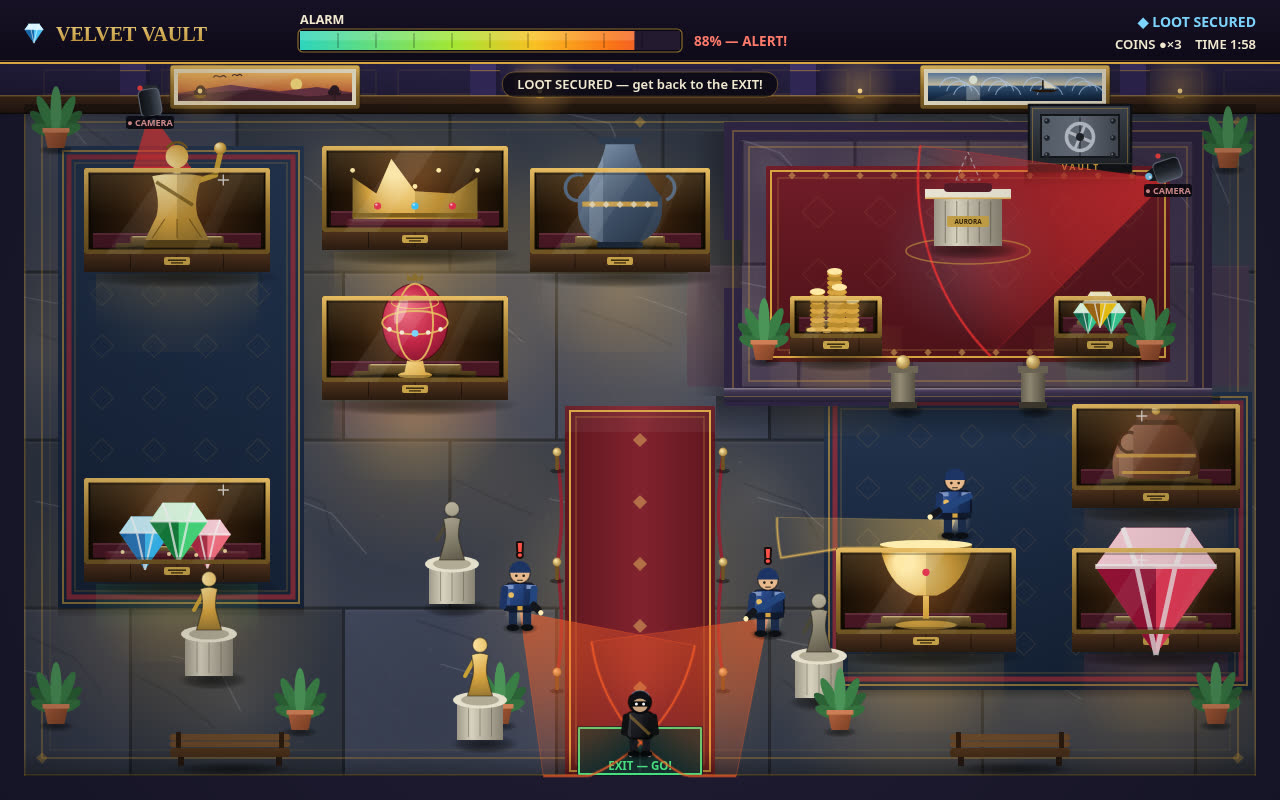 VELVET VAULT
ALARM
88% — ALERT!
◆ LOOT SECURED
COINS ●×3 TIME 1:58
LOOT SECURED — get back to the EXIT!
● CAMERA
VAULT
● CAMERA
AURORA
!
!
EXIT — GO!